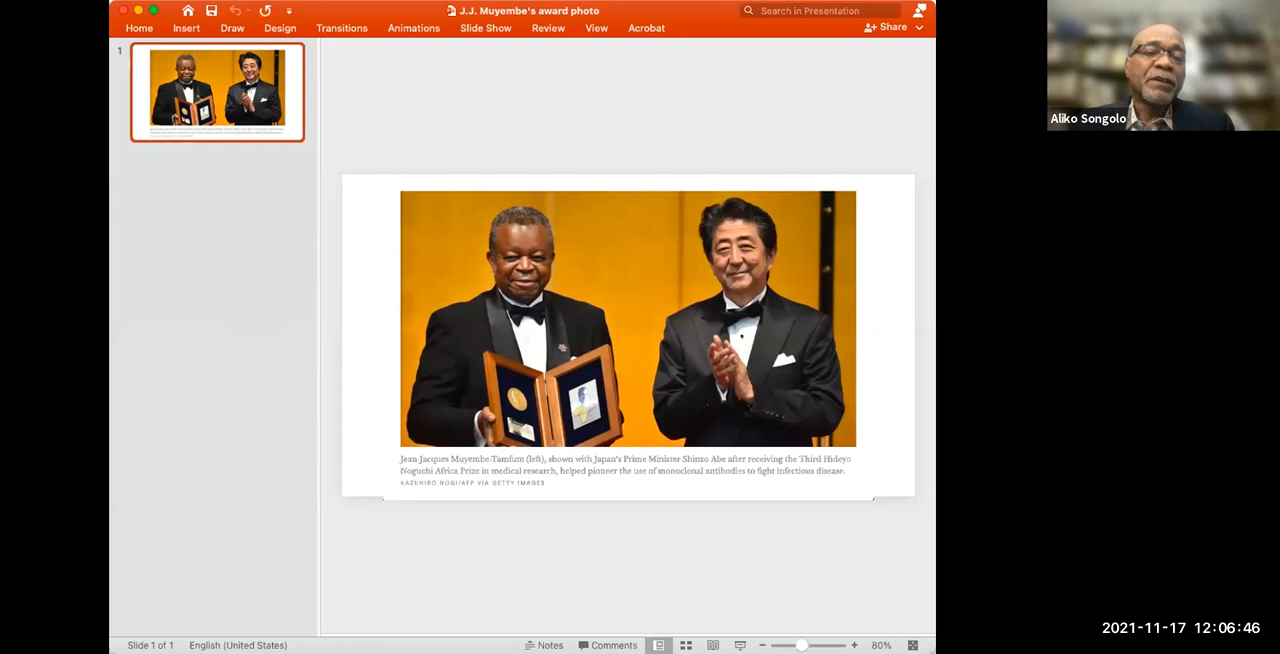 J.J. Muyembe's award photo
Search in Presentation
Home Insert Draw Design Transitions Animations Slide Show Review View Acrobat
Share
1
Aliko Songolo
Jean-Jacques Muyembe-Tamfum (left), shown with Japan's Prime Minister Shinzo Abe after receiving the Third Hideyo
Noguchi Africa Prize in medical research, helped pioneer the use of monoclonal antibodies to fight infectious disease.
KAZUHIRO NOGI/AFP VIA GETTY IMAGES
2021-11-17 12:06:46
Slide 1 of 1 English (United States) Notes Comments 80%